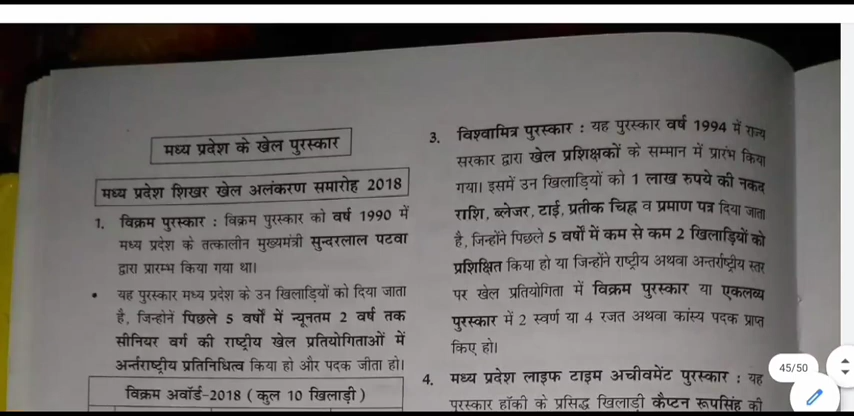 मध्य प्रदेश के खेल पुरस्कार
मध्य प्रदेश शिखर खेल अलंकरण समारोह 2018
1. विक्रम पुरस्कार : विक्रम पुरस्कार को वर्ष 1990 में
मध्य प्रदेश के तत्कालीन मुख्यमंत्री सुन्दरलाल पटवा
द्वारा प्रारम्भ किया गया था।
• यह पुरस्कार मध्य प्रदेश के उन खिलाड़ियों को दिया जाता
है, जिन्होनें पिछले 5 वर्षों में न्यूनतम 2 वर्ष तक
सीनियर वर्ग की राष्ट्रीय खेल प्रतियोगिताओं में
अर्न्तराष्ट्रीय प्रतिनिधित्व किया हो और पदक जीता हो।
विक्रम अवॉर्ड-2018 ( कुल 10 खिलाड़ी )
3. विश्वामित्र पुरस्कार : यह पुरस्कार वर्ष 1994 में राज्य
सरकार द्वारा खेल प्रशिक्षकों के सम्मान में प्रारंभ किया
गया। इसमें उन खिलाड़ियों को 1 लाख रुपये की नकद
राशि, ब्लेजर, टाई, प्रतीक चिह्न व प्रमाण पत्र दिया जाता
है, जिन्होंने पिछले 5 वर्षों में कम से कम 2 खिलाड़ियों को
प्रशिक्षित किया हो या जिन्होंने राष्ट्रीय अथवा अन्तर्राष्ट्रीय स्तर
पर खेल प्रतियोगिता में विक्रम पुरस्कार या एकलव्य
पुरस्कार में 2 स्वर्ण या 4 रजत अथवा कांस्य पदक प्राप्त
किए हो।
4. मध्य प्रदेश लाइफ टाइम अचीवमेंट पुरस्कार : यह
पुरस्कार हॉकी के प्रसिद्ध खिलाड़ी कैप्टन रूपसिंह की
45/50